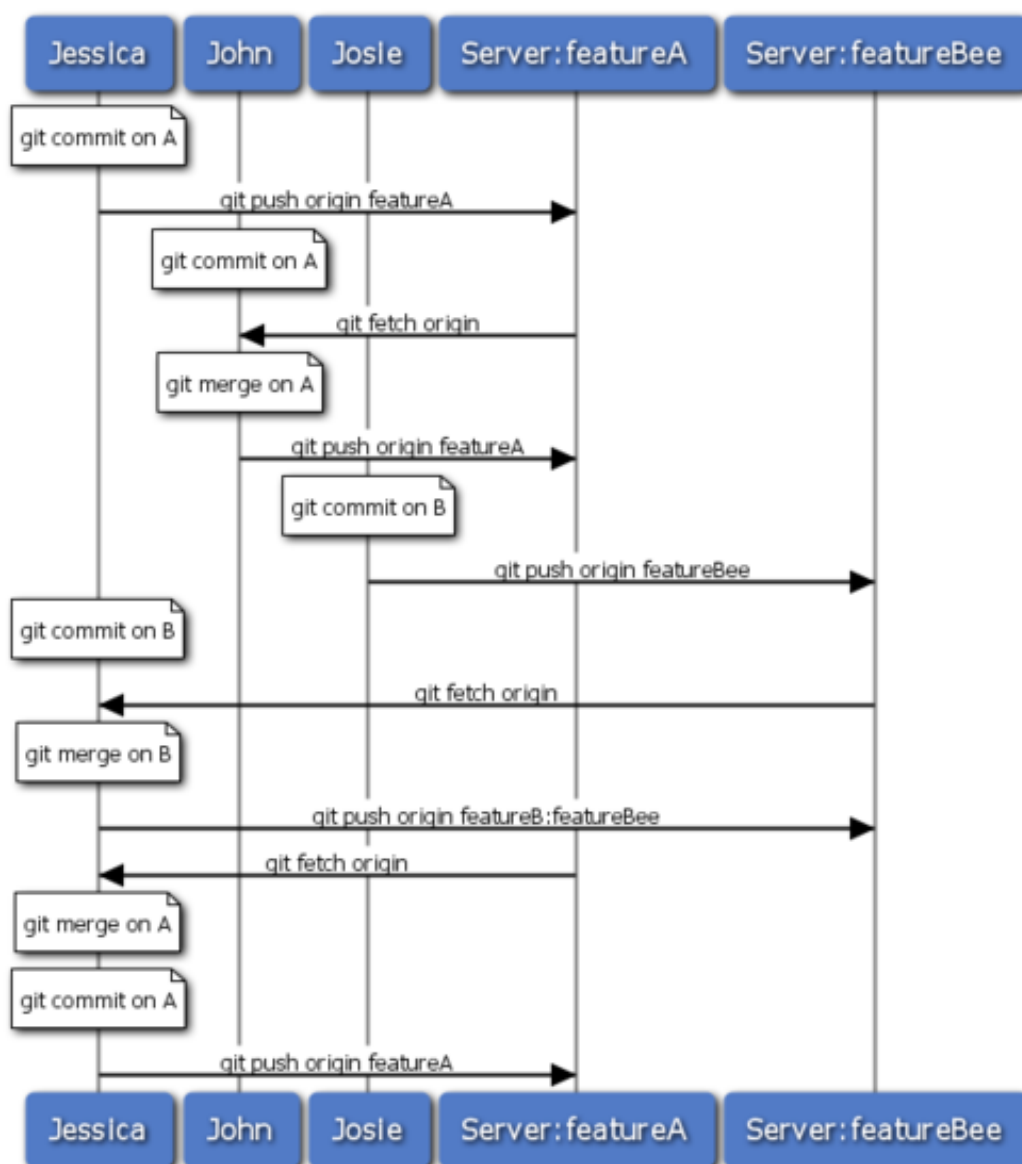 Jessica John Josie Server:featureA Server:featureBee
git commit on A
git push origin featureA
git commit on A
git fetch origin
git merge on A
git push origin featureA
git commit on B
git push origin featureBee
git commit on B
git fetch origin
git merge on B
git push origin featureB:featureBee
git fetch origin
git merge on A
git commit on A
git push origin featureA
Jessica John Josie Server:featureA Server:featureBee